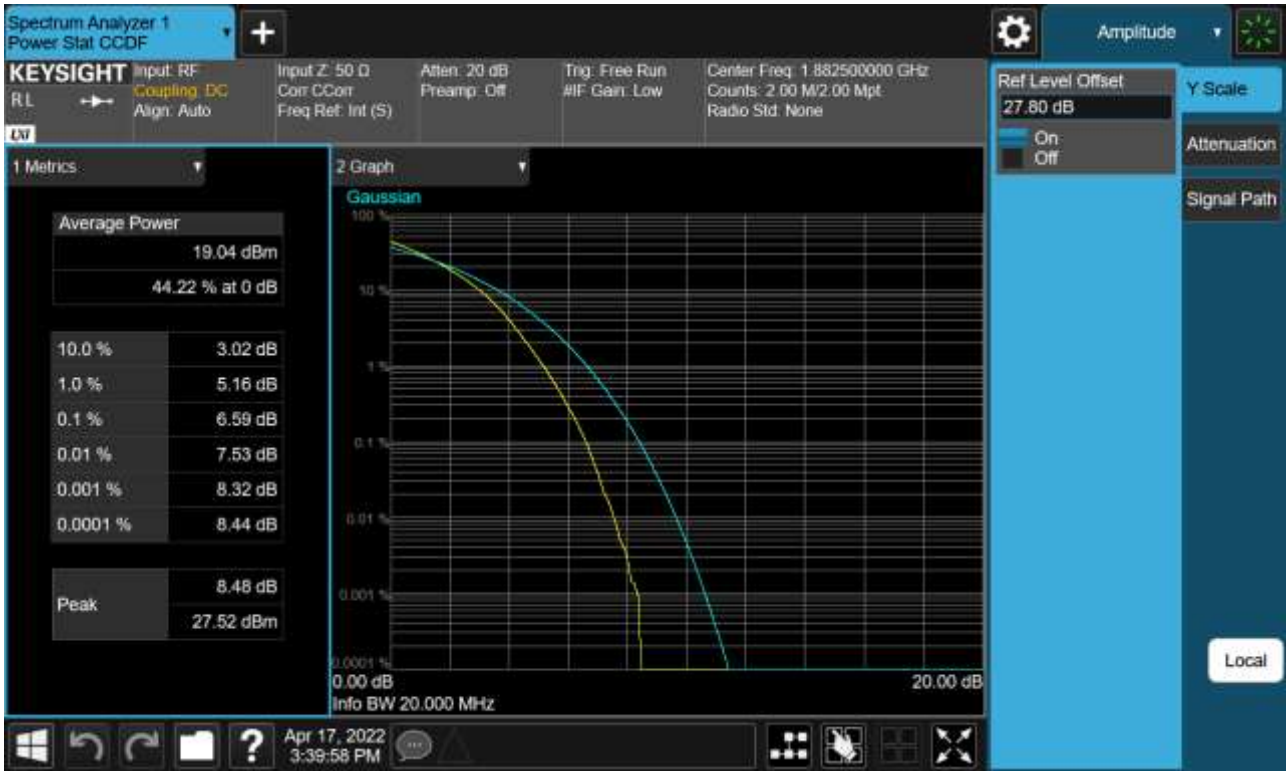 Spectrum Analyzer 1
Power Stat CCDF
+
Amplitude
KEYSIGHT
RL
LXI
Input: RF
Coupling: DC
Align: Auto
Input Z: 50 Ω
Corr CCorr
Freq Ref: Int (S)
Atten: 20 dB
Preamp: Off
Trig: Free Run
#IF Gain: Low
Center Freq: 1.882500000 GHz
Counts: 2.00 M/2.00 Mpt
Radio Std: None
Ref Level Offset
27.80 dB
On
Off
Y Scale
Attenuation
Signal Path
1 Metrics
Average Power
19.04 dBm
44.22 % at 0 dB
10.0 % 3.02 dB
1.0 % 5.16 dB
0.1 % 6.59 dB
0.01 % 7.53 dB
0.001 % 8.32 dB
0.0001 % 8.44 dB
Peak
8.48 dB
27.52 dBm
2 Graph
Gaussian
100 %
10 %
1 %
0.1 %
0.01 %
0.001 %
0.0001 %
0.00 dB 20.00 dB
Info BW 20.000 MHz
Local
?
Apr 17, 2022
3:39:58 PM